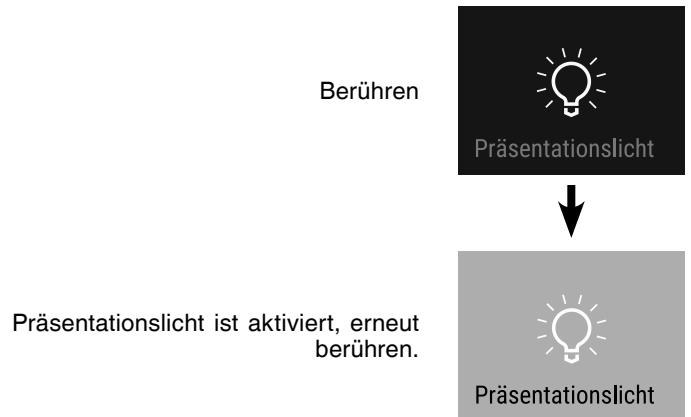 Berühren
Präsentationslicht
Präsentationslicht ist aktiviert, erneut
berühren.
Präsentationslicht